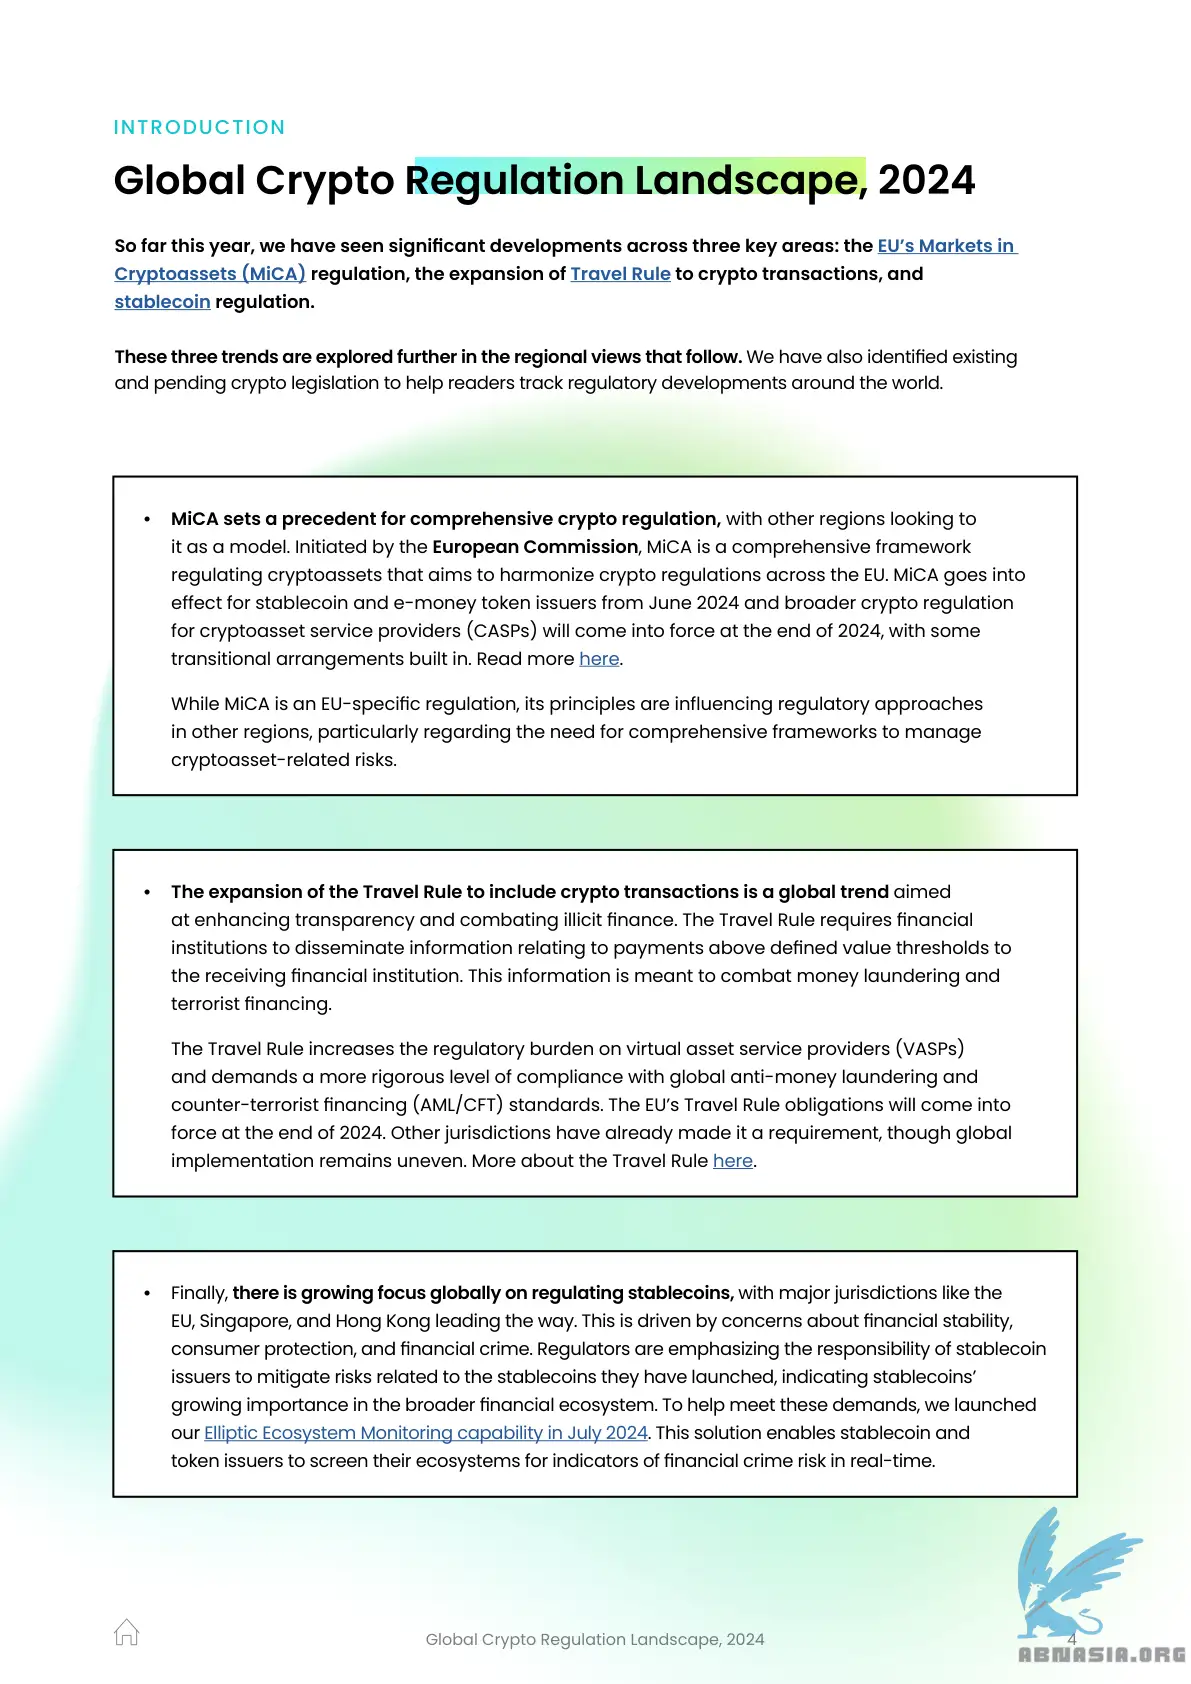 INTRODUCTION
Global Crypto Regulation Landscape, 2024
So far this year, we have seen significant developments across three key areas: the EU's Markets in
Cryptoassets (MiCA) regulation, the expansion of Travel Rule to crypto transactions, and
stablecoin regulation.
These three trends are explored further in the regional views that follow. We have also identified existing
and pending crypto legislation to help readers track regulatory developments around the world.
• MiCA sets a precedent for comprehensive crypto regulation, with other regions looking to
it as a model. Initiated by the European Commission, MiCA is a comprehensive framework
regulating cryptoassets that aims to harmonize crypto regulations across the EU. MiCA goes into
effect for stablecoin and e-money token issuers from June 2024 and broader crypto regulation
for cryptoasset service providers (CASPs) will come into force at the end of 2024, with some
transitional arrangements built in. Read more here.
While MiCA is an EU-specific regulation, its principles are influencing regulatory approaches
in other regions, particularly regarding the need for comprehensive frameworks to manage
cryptoasset-related risks.
• The expansion of the Travel Rule to include crypto transactions is a global trend aimed
at enhancing transparency and combating illicit finance. The Travel Rule requires financial
institutions to disseminate information relating to payments above defined value thresholds to
the receiving financial institution. This information is meant to combat money laundering and
terrorist financing.
The Travel Rule increases the regulatory burden on virtual asset service providers (VASPs)
and demands a more rigorous level of compliance with global anti-money laundering and
counter-terrorist financing (AML/CFT) standards. The EU's Travel Rule obligations will come into
force at the end of 2024. Other jurisdictions have already made it a requirement, though global
implementation remains uneven. More about the Travel Rule here.
• Finally, there is growing focus globally on regulating stablecoins, with major jurisdictions like the
EU, Singapore, and Hong Kong leading the way. This is driven by concerns about financial stability,
consumer protection, and financial crime. Regulators are emphasizing the responsibility of stablecoin
issuers to mitigate risks related to the stablecoins they have launched, indicating stablecoins'
growing importance in the broader financial ecosystem. To help meet these demands, we launched
our Elliptic Ecosystem Monitoring capability in July 2024. This solution enables stablecoin and
token issuers to screen their ecosystems for indicators of financial crime risk in real-time.
Global Crypto Regulation Landscape, 2024
4
ABNASIA.ORG